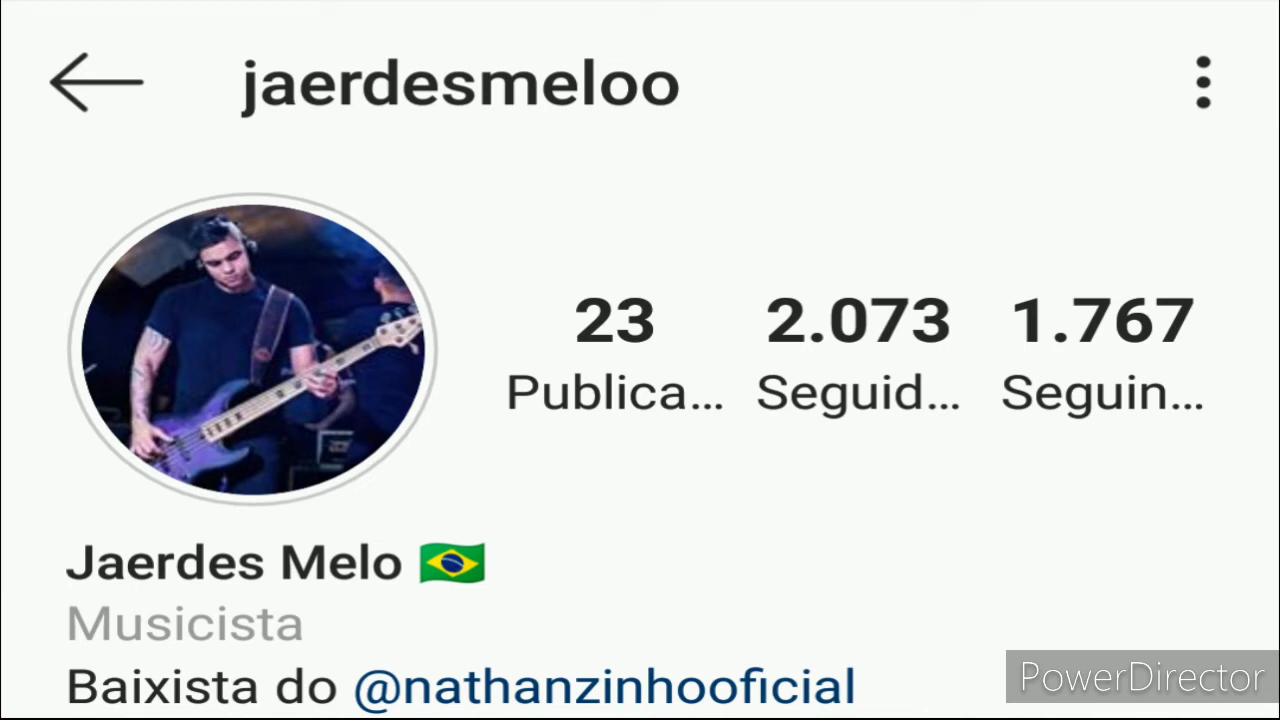 jaerdesmeloo
23 2.073 1.767
Publica... Seguid... Seguin...
Jaerdes Melo 🇧🇷
Musicista
Baixista do @nathanzinhooficial
PowerDirector